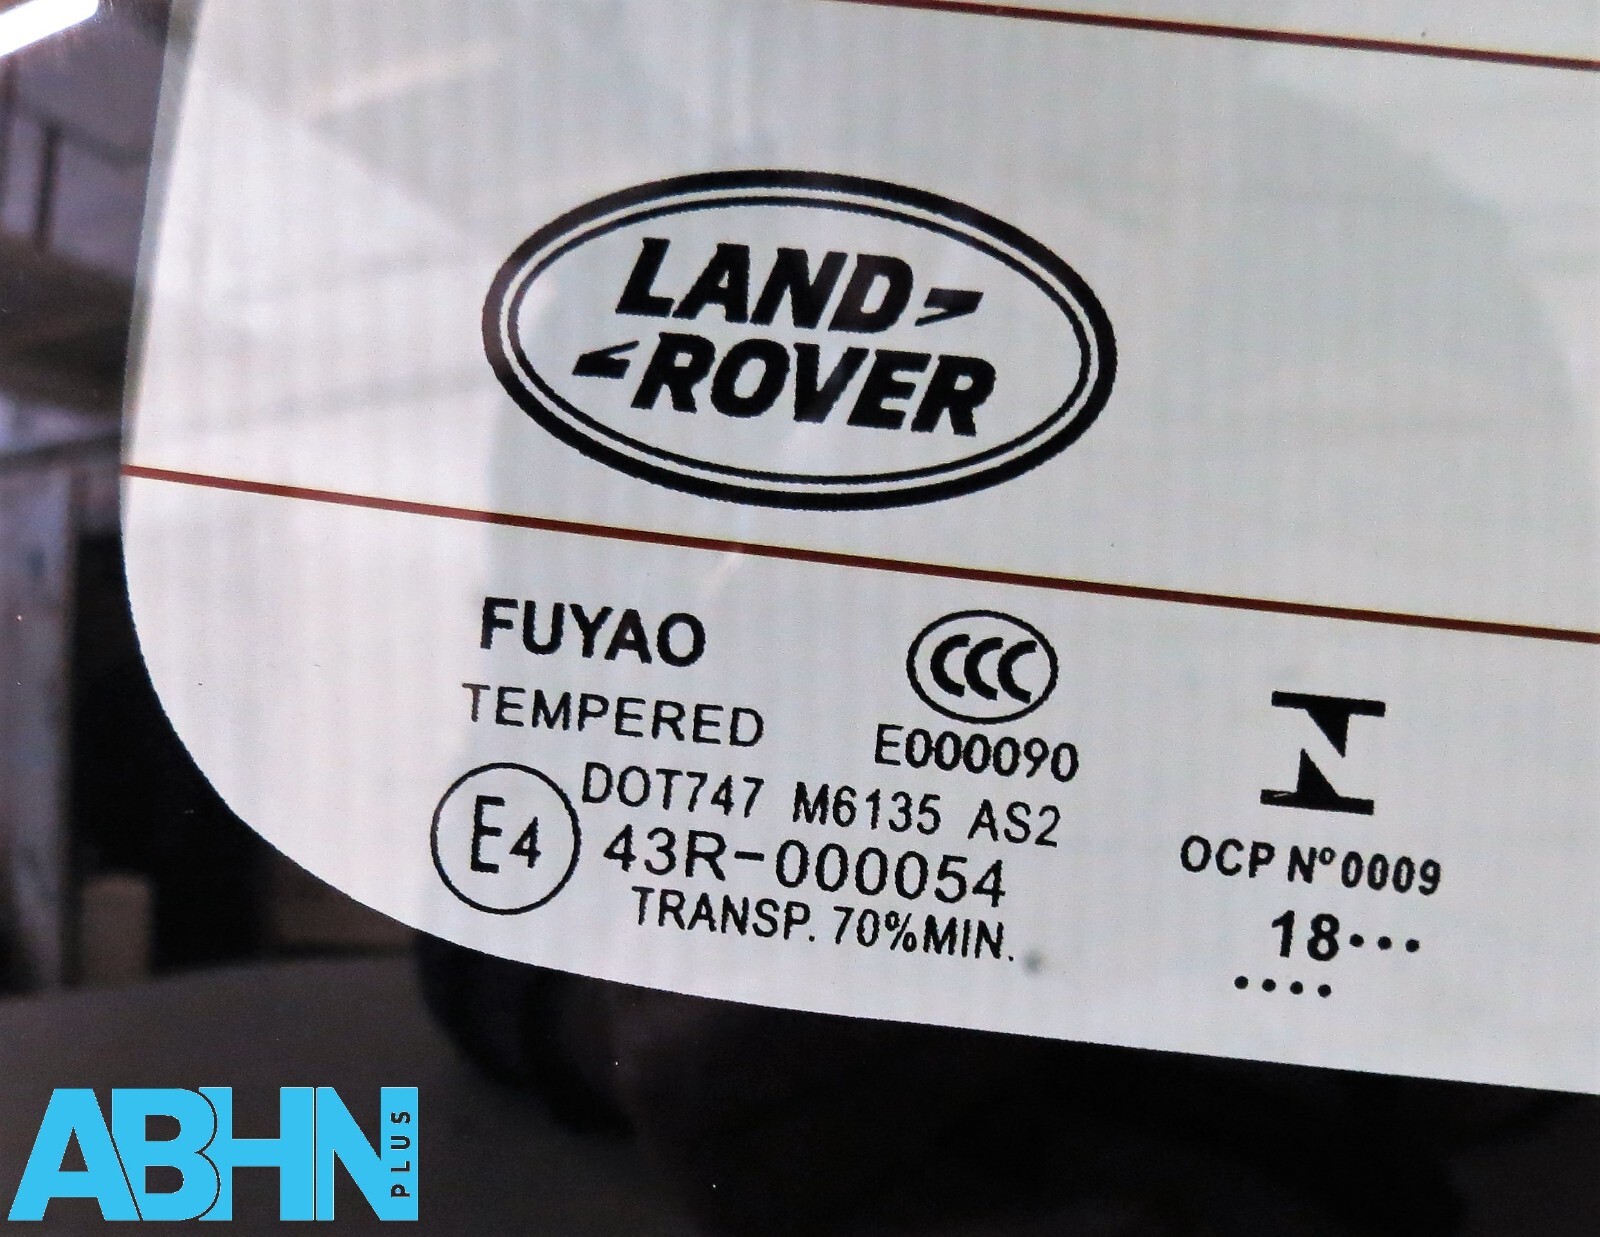 LAND
ROVER
FUYAO
TEMPERED
CCC
E000090
DOT747 M6135 AS2
E4
43R-000054
TRANSP. 70%MIN.
OCP Nº0009
18•••
••••
ABHN
PLUS